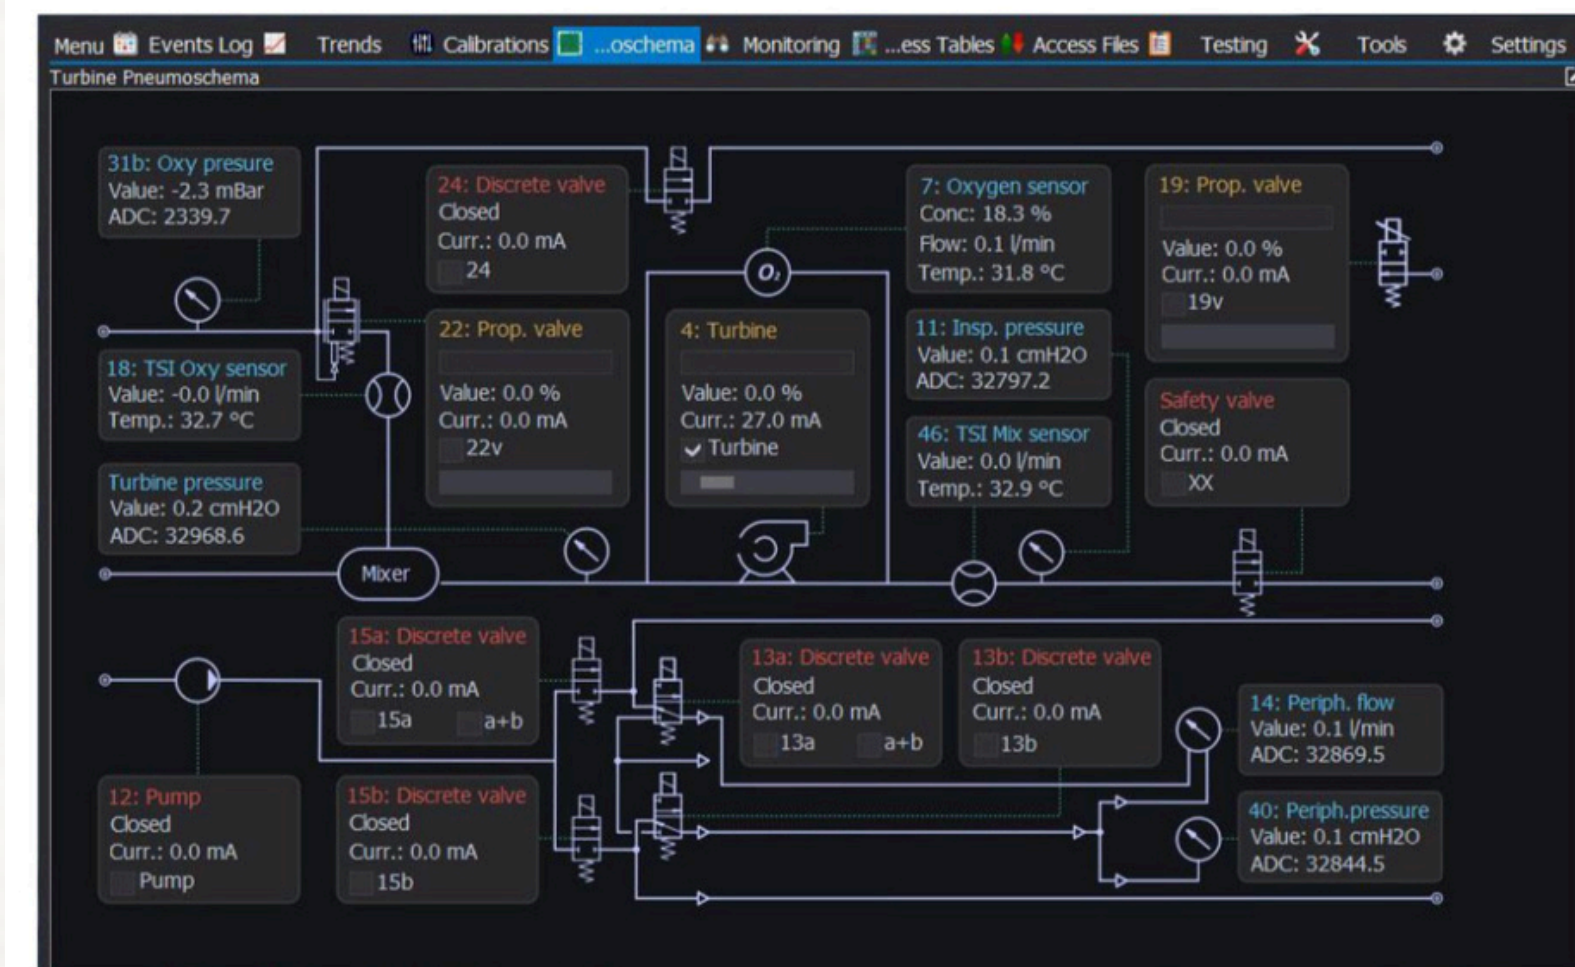 Menu Events Log Trends Calibrations ...oschema Monitoring ...ess Tables Access Files Testing Tools Settings
Turbine Pneumoschema
31b: Oxy presure
Value: -2.3 mBar
ADC: 2339.7
24: Discrete valve
Closed
Curr.: 0.0 mA
24
7: Oxygen sensor
Conc: 18.3 %
Flow: 0.1 l/min
Temp.: 31.8 °C
19: Prop. valve
Value: 0.0 %
Curr.: 0.0 mA
19v
O₂
18: TSI Oxy sensor
Value: -0.0 l/min
Temp.: 32.7 °C
22: Prop. valve
Value: 0.0 %
Curr.: 0.0 mA
22v
4: Turbine
Value: 0.0 %
Curr.: 27.0 mA
Turbine
11: Insp. pressure
Value: 0.1 cmH2O
ADC: 32797.2
46: TSI Mix sensor
Value: 0.0 l/min
Temp.: 32.9 °C
Safety valve
Closed
Curr.: 0.0 mA
XX
Turbine pressure
Value: 0.2 cmH2O
ADC: 32968.6
Mixer
15a: Discrete valve
Closed
Curr.: 0.0 mA
15a a+b
13a: Discrete valve
Closed
Curr.: 0.0 mA
13a a+b
13b: Discrete valve
Closed
Curr.: 0.0 mA
13b
14: Periph. flow
Value: 0.1 l/min
ADC: 32869.5
12: Pump
Closed
Curr.: 0.0 mA
Pump
15b: Discrete valve
Closed
Curr.: 0.0 mA
15b
40: Periph.pressure
Value: 0.1 cmH2O
ADC: 32844.5